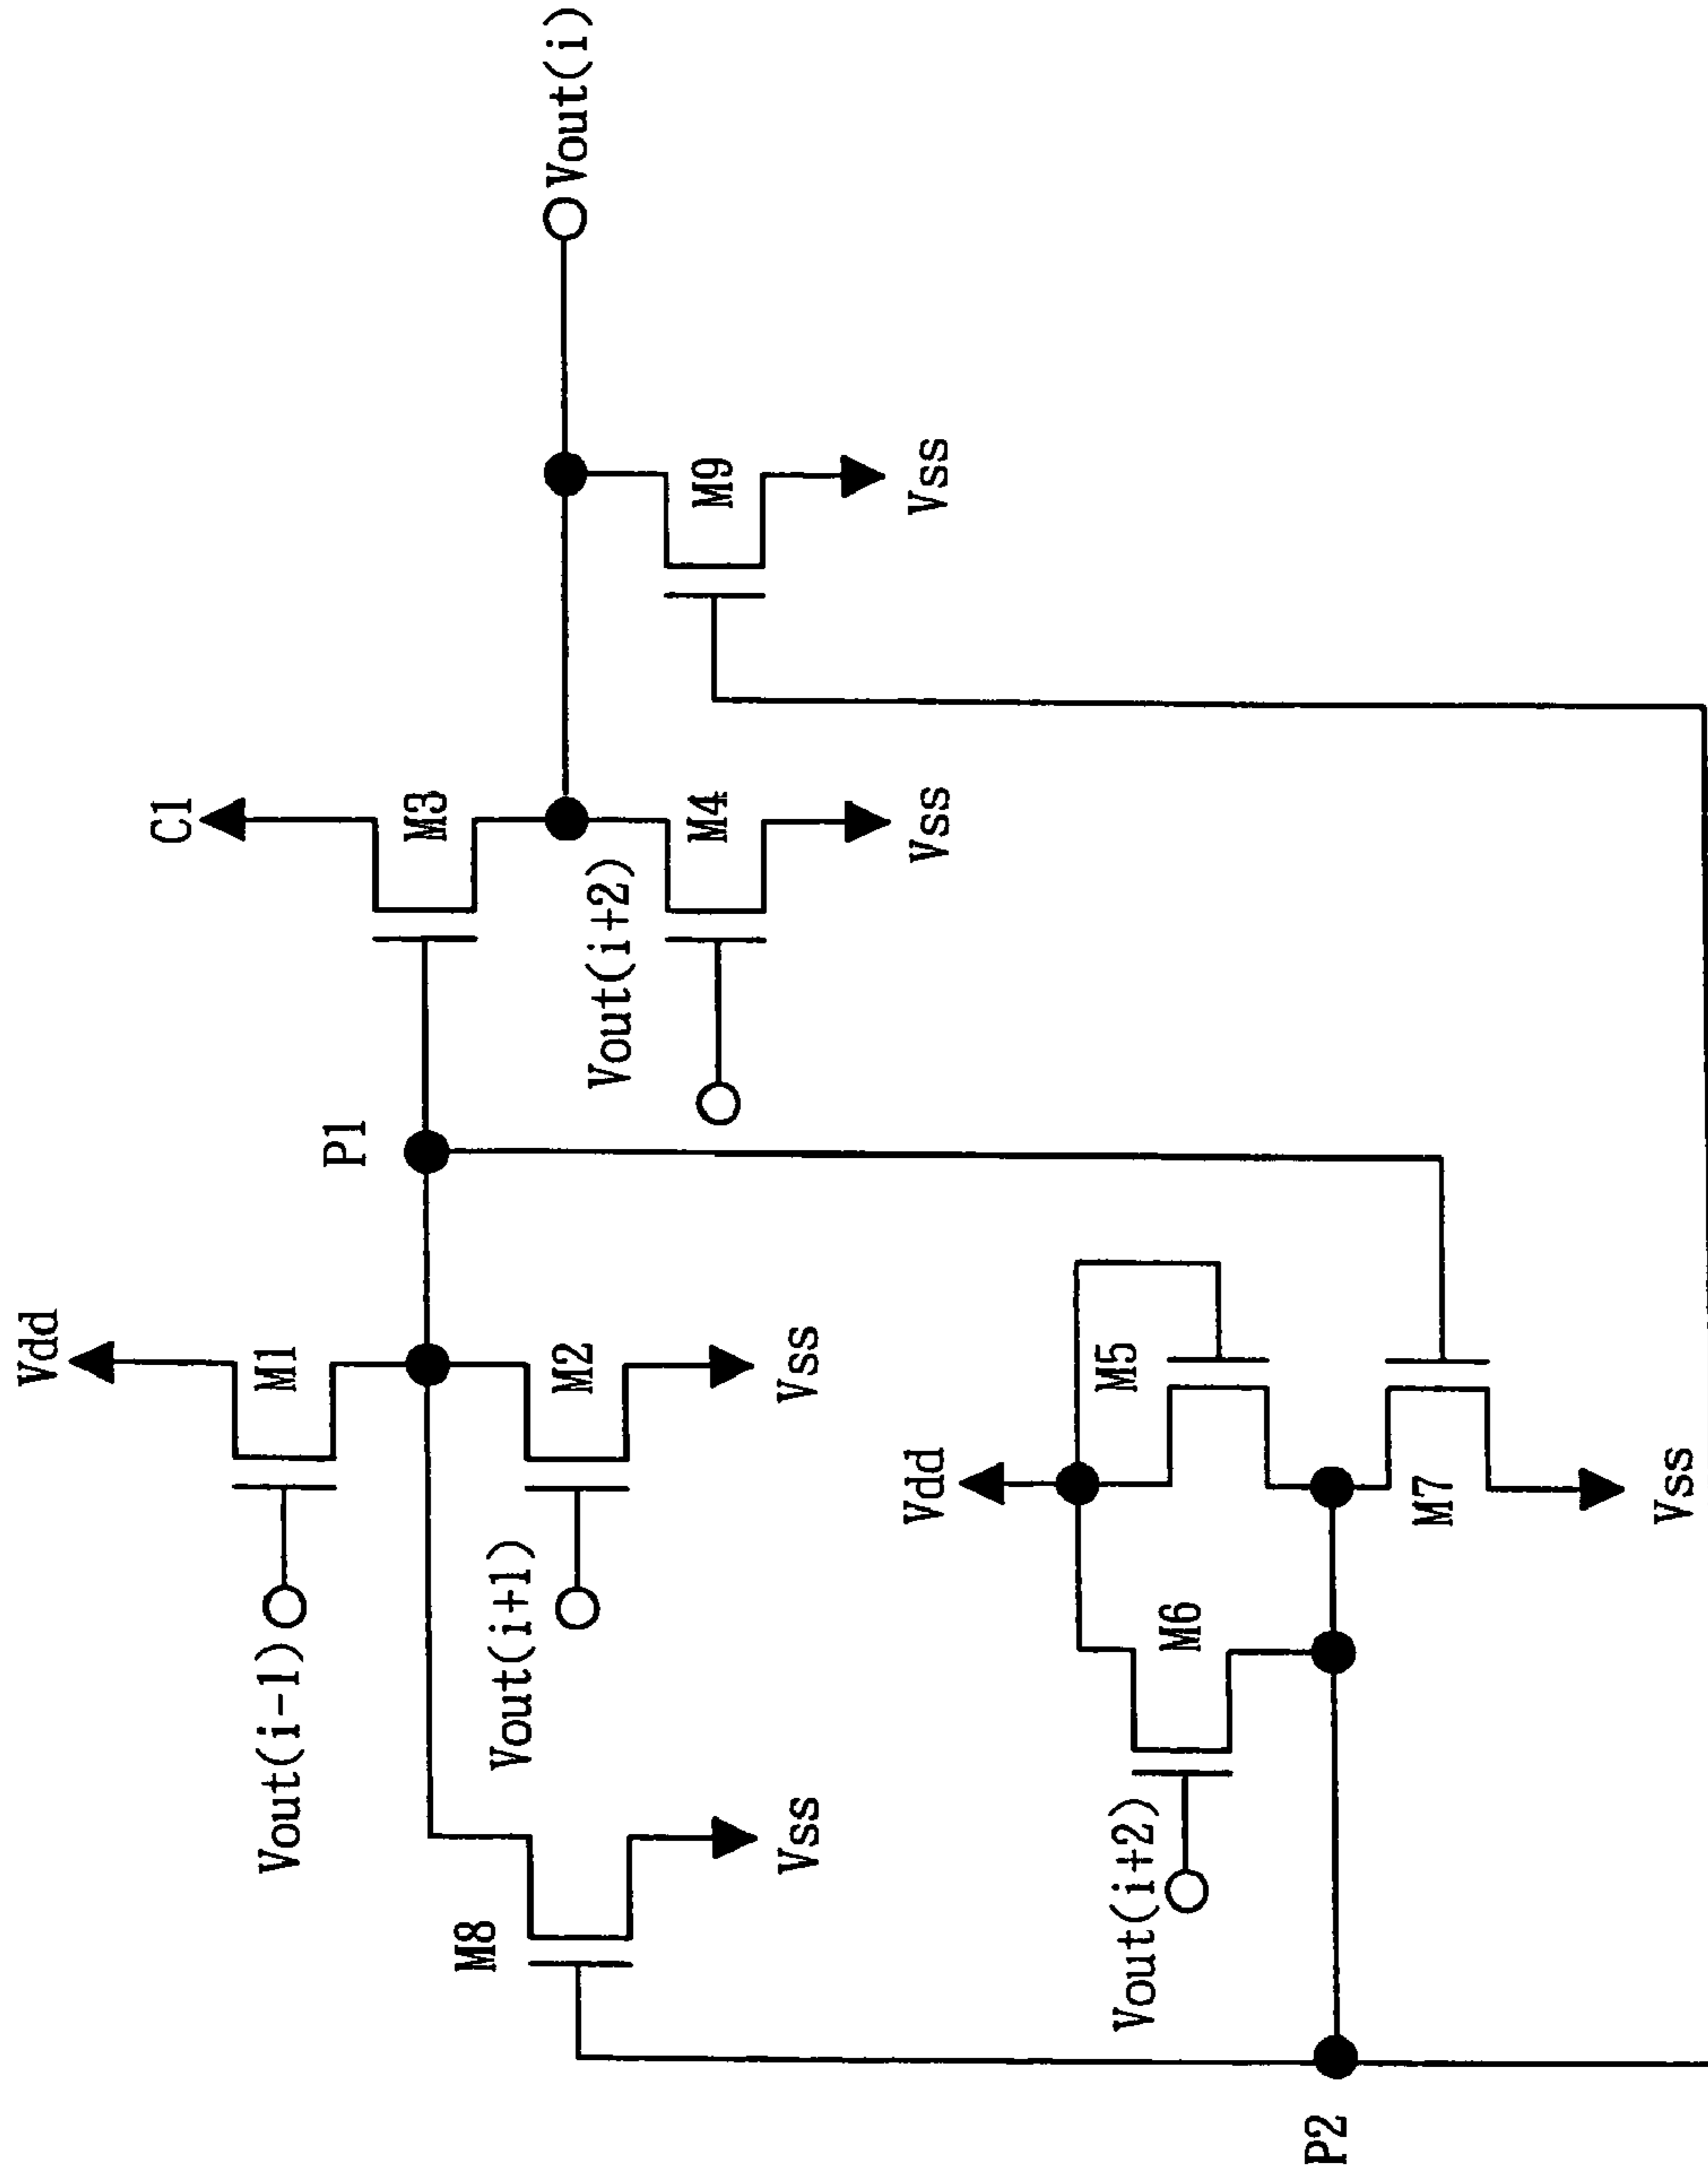 Vdd
C1
Vout(i-1)
M1
P1
M3
M8
Vout(i+1)
M2
Vout(i+2)
Vout(i)
M4
M9
Vss
Vss
Vss
Vss
Vdd
M5
Vout(i+2)
M6
P2
M7
Vss